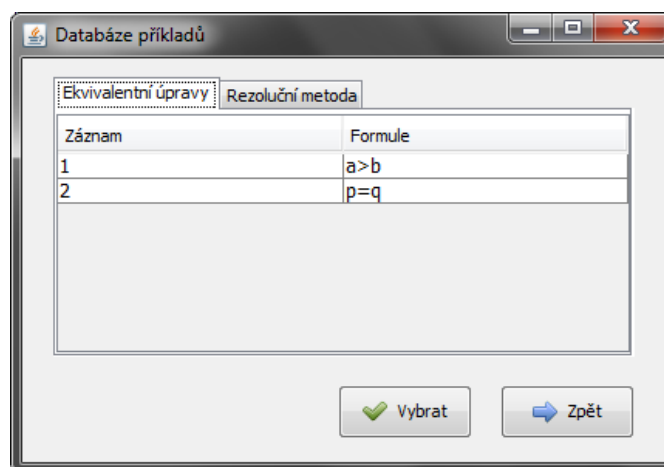 Databáze příkladů
Ekvivalentní úpravy Rezoluční metoda
Záznam Formule
1 a>b
2 p=q
Vybrat Zpět